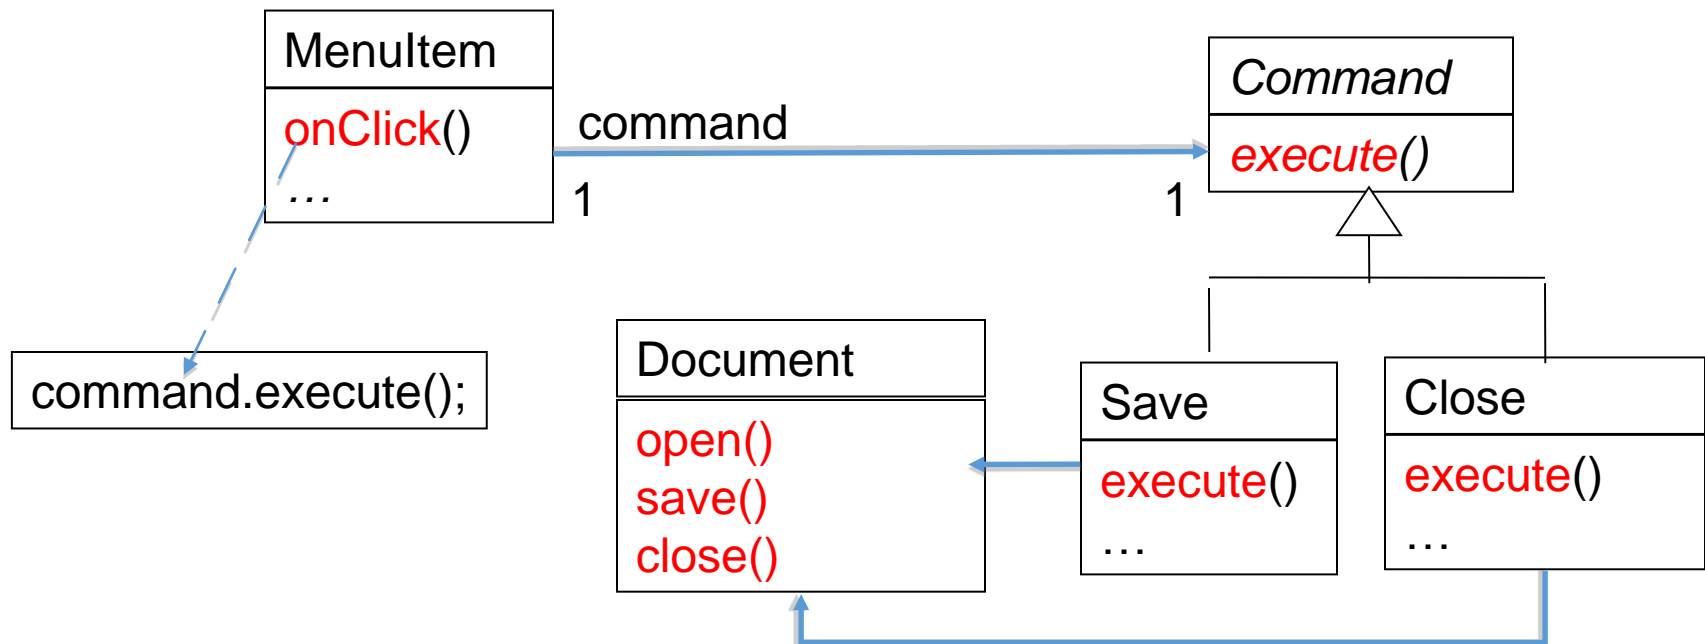 MenuItem
onClick()
…
command
1
1
Command
execute()
command.execute();
Document
open()
save()
close()
Save
execute()
…
Close
execute()
…